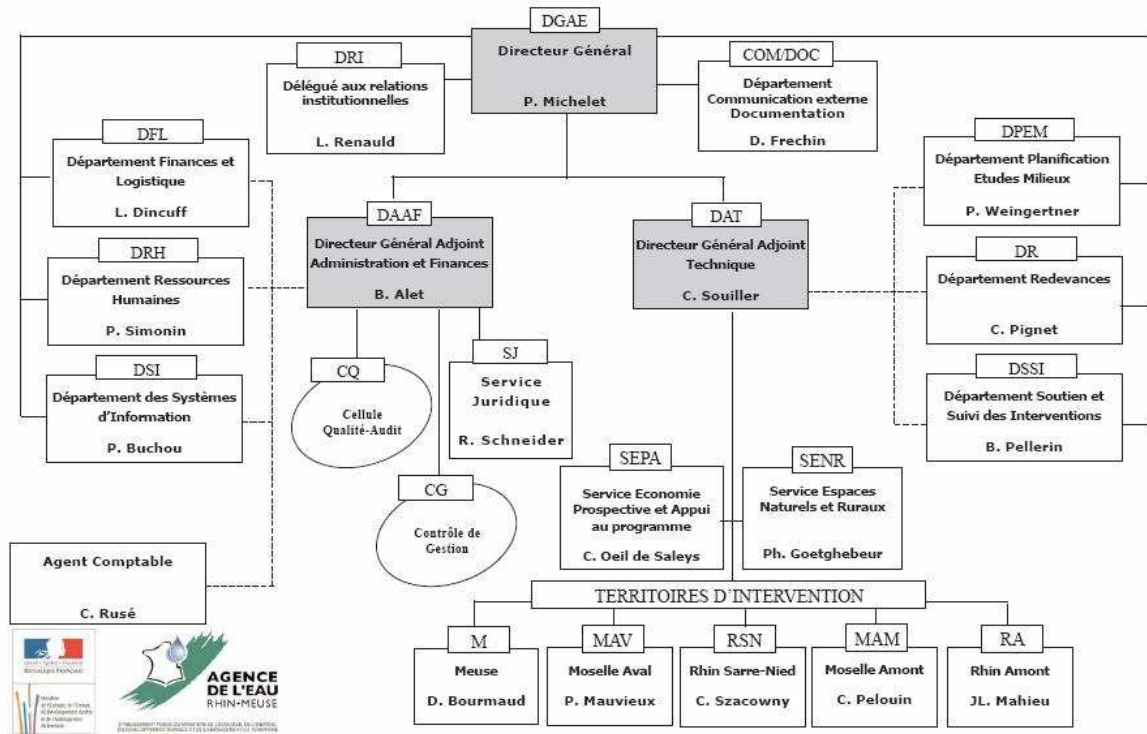 DGAE
Directeur Général
P. Michelet
DRI
Délégué aux relations
institutionnelles
L. Renauld
COM/DOC
Département
Communication externe
Documentation
D. Frechin
DFL
Département Finances et
Logistique
L. Dincuff
DPEM
Département Planification
Etudes Milieux
P. Weingertner
DAAF
Directeur Général Adjoint
Administration et Finances
B. Alet
DAT
Directeur Général Adjoint
Technique
C. Souiller
DRH
Département Ressources
Humaines
P. Simonin
DR
Département Redevances
C. Pignet
DSI
Département des Systèmes
d'Information
P. Buchou
CQ
Cellule
Qualité-Audit
SJ
Service
Juridique
R. Schneider
DSSI
Département Soutien et
Suivi des Interventions
B. Pellerin
CG
Contrôle de
Gestion
SEPA
Service Economie
Prospective et Appui
au programme
C. Oeil de Saleys
SENR
Service Espaces
Naturels et Ruraux
Ph. Goetghebeur
Agent Comptable
C. Rusé
TERRITOIRES D'INTERVENTION
M
Meuse
D. Bourmaud
MAV
Moselle Aval
P. Mauvieux
RSN
Rhin Sarre-Nied
C. Szacowny
MAM
Moselle Amont
C. Pelouin
RA
Rhin Amont
JL. Mahieu
AGENCE
DE L'EAU
RHIN-MEUSE